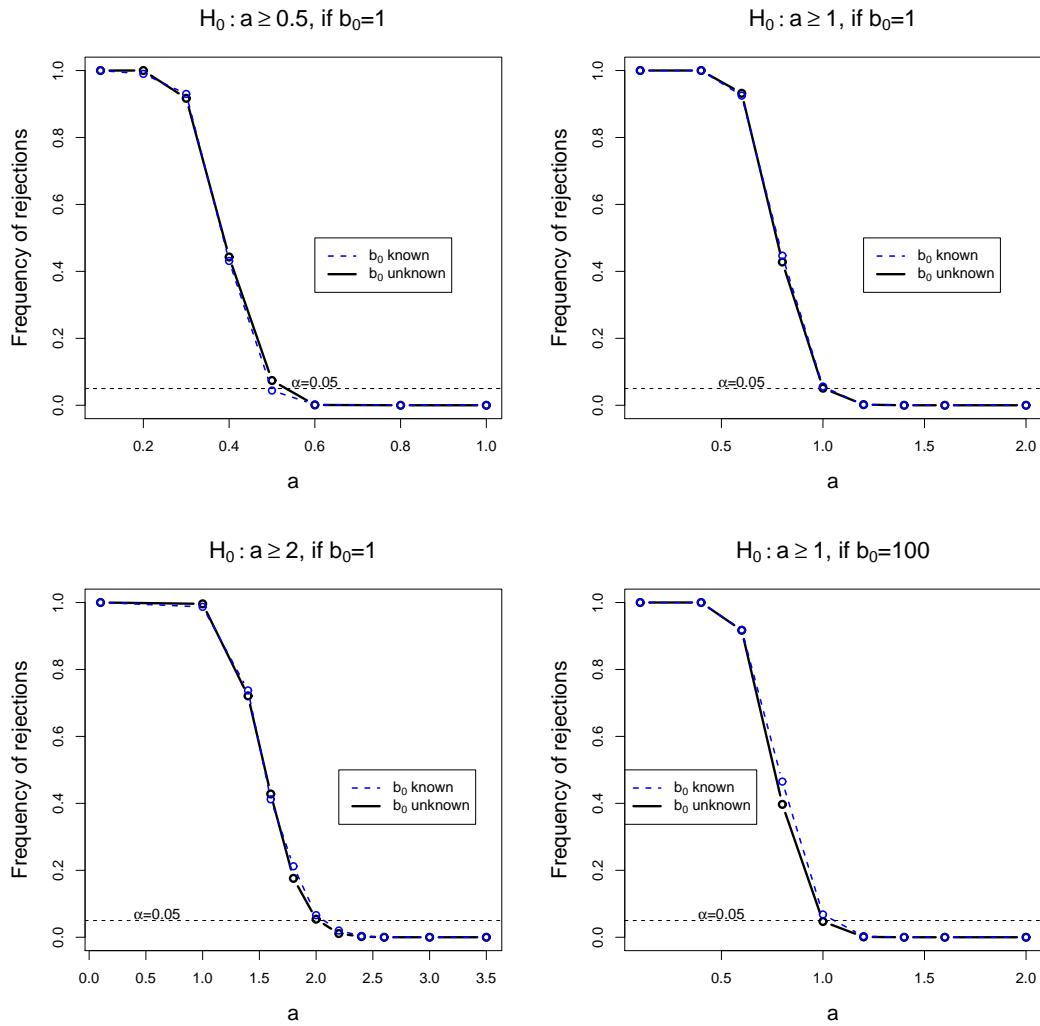 H₀ : a ≥ 0.5, if b₀=1
Frequency of rejections
1.0
0.8
0.6
0.4
0.2
0.0
b₀ known
b₀ unknown
α=0.05
0.2 0.4 0.6 0.8 1.0
a
H₀ : a ≥ 1, if b₀=1
Frequency of rejections
1.0
0.8
0.6
0.4
0.2
0.0
b₀ known
b₀ unknown
α=0.05
0.5 1.0 1.5 2.0
a
H₀ : a ≥ 2, if b₀=1
Frequency of rejections
1.0
0.8
0.6
0.4
0.2
0.0
b₀ known
b₀ unknown
α=0.05
0.0 0.5 1.0 1.5 2.0 2.5 3.0 3.5
a
H₀ : a ≥ 1, if b₀=100
Frequency of rejections
1.0
0.8
0.6
0.4
0.2
0.0
b₀ known
b₀ unknown
α=0.05
0.5 1.0 1.5 2.0
a